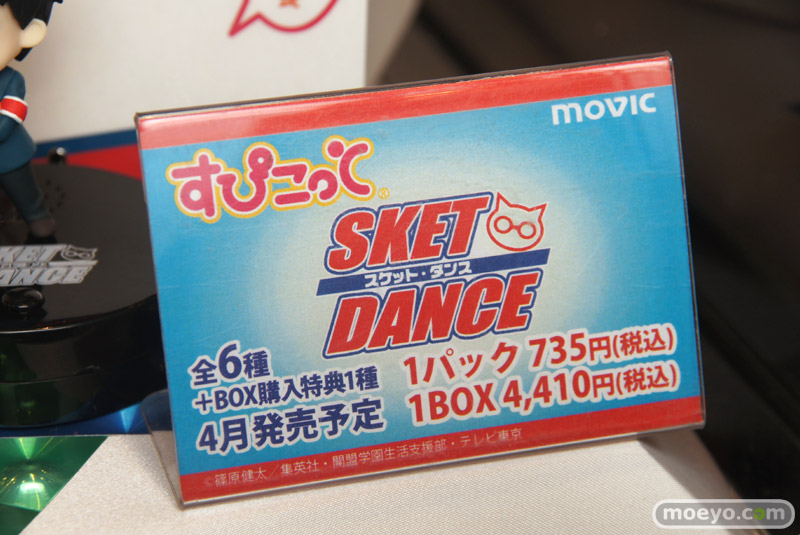 movic
すぴこっと®
SKET
スケット・ダンス
DANCE
全6種
+BOX購入特典1種
4月発売予定
1パック 735円(税込)
1BOX 4,410円(税込)
©篠原健太/集英社・開盟学園生活支援部・テレビ東京
SKET
DANCE
moeyo.com